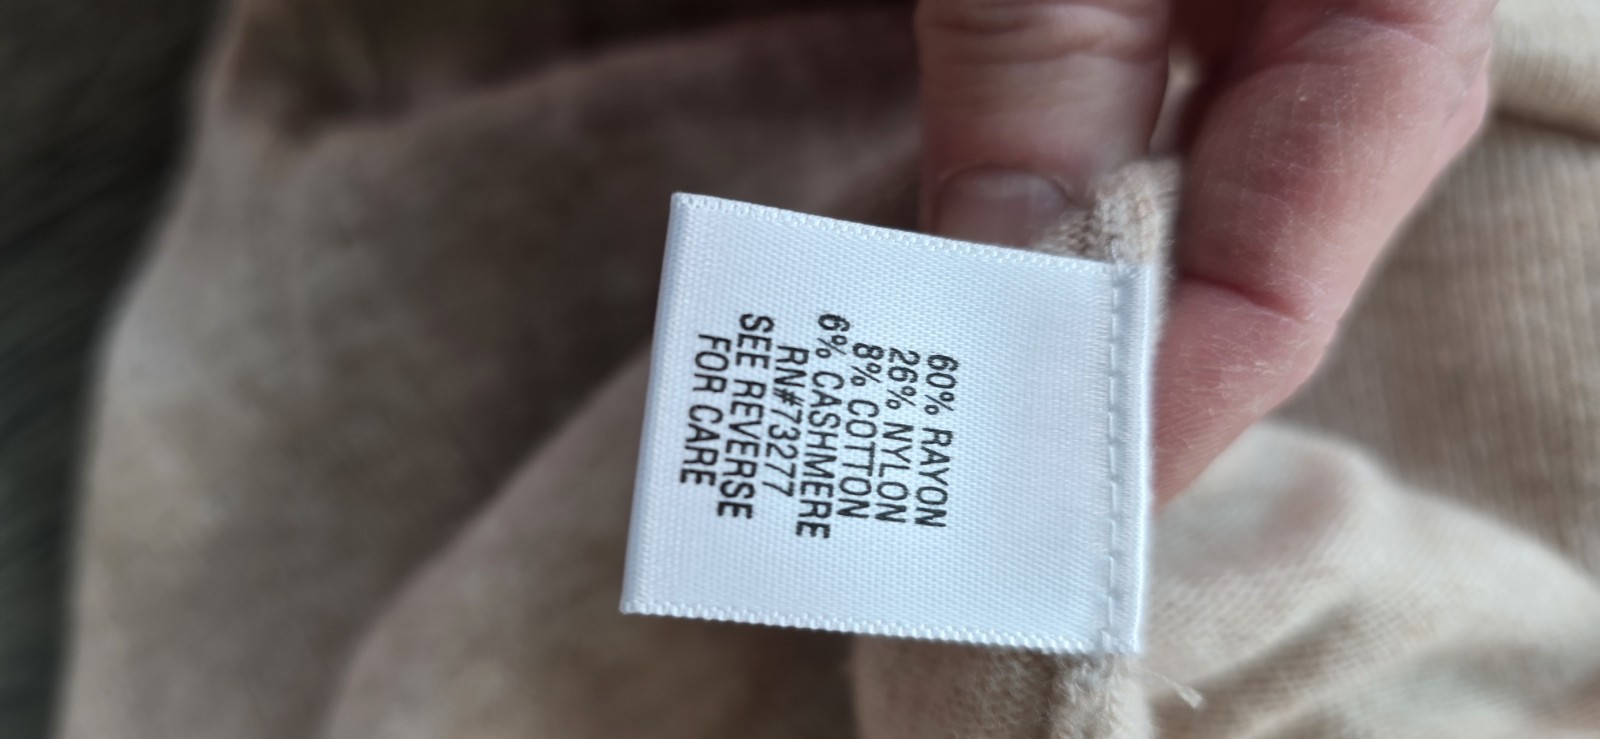 60% RAYON
26% NYLON
8% COTTON
6% CASHMERE
RN#73277
SEE REVERSE
FOR CARE